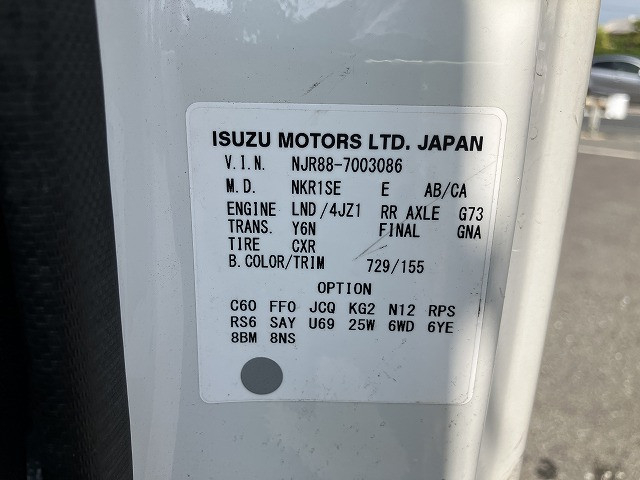 ISUZU MOTORS LTD. JAPAN
V.I.N. NJR88-7003086
M.D. NKR1SE E AB/CA
ENGINE LND/4JZ1 RR AXLE G73
TRANS. Y6N FINAL GNA
TIRE CXR
B.COLOR/TRIM 729/155
OPTION
C60 FF0 JCQ KG2 N12 RPS
RS6 SAY U69 25W 6WD 6YE
8BM 8NS